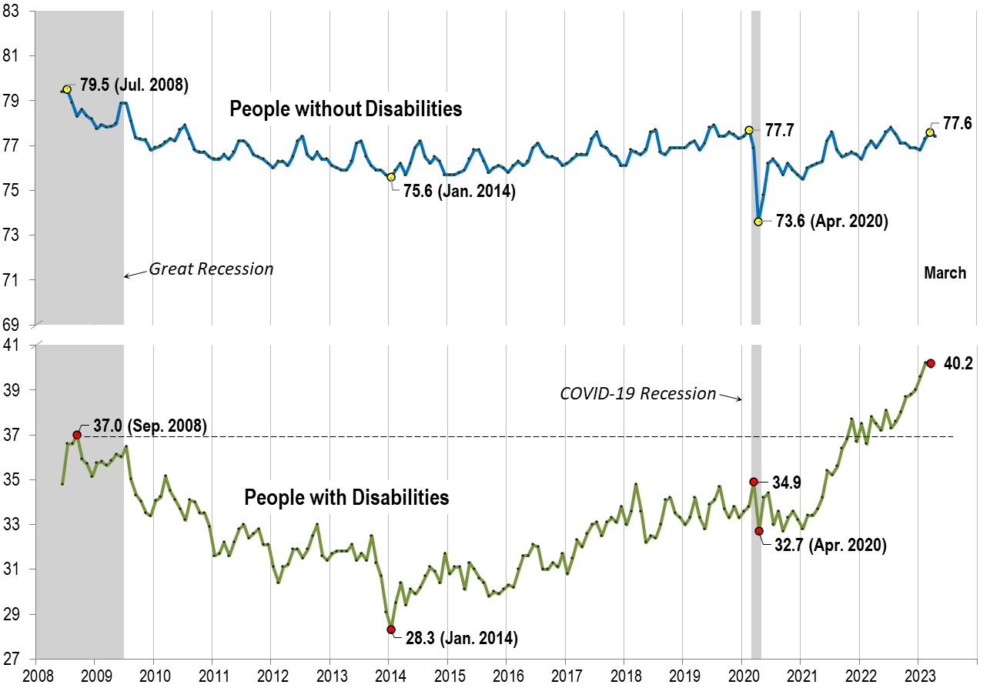 83
81
79
77
75
73
71
69
79.5 (Jul. 2008)
People without Disabilities
77.7
77.6
75.6 (Jan. 2014)
73.6 (Apr. 2020)
Great Recession
March
41
39
37
35
33
31
29
27
40.2
COVID-19 Recession
37.0 (Sep. 2008)
34.9
People with Disabilities
32.7 (Apr. 2020)
28.3 (Jan. 2014)
2008 2009 2010 2011 2012 2013 2014 2015 2016 2017 2018 2019 2020 2021 2022 2023